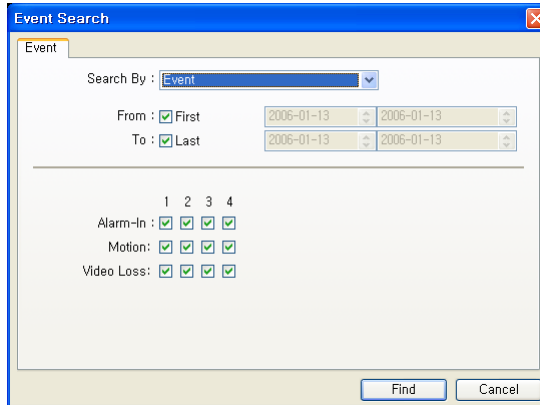 Event Search
Event
Search By : Event
From : First 2006-01-13 2006-01-13
To : Last 2006-01-13 2006-01-13
1 2 3 4
Alarm-In :
Motion:
Video Loss:
Find Cancel